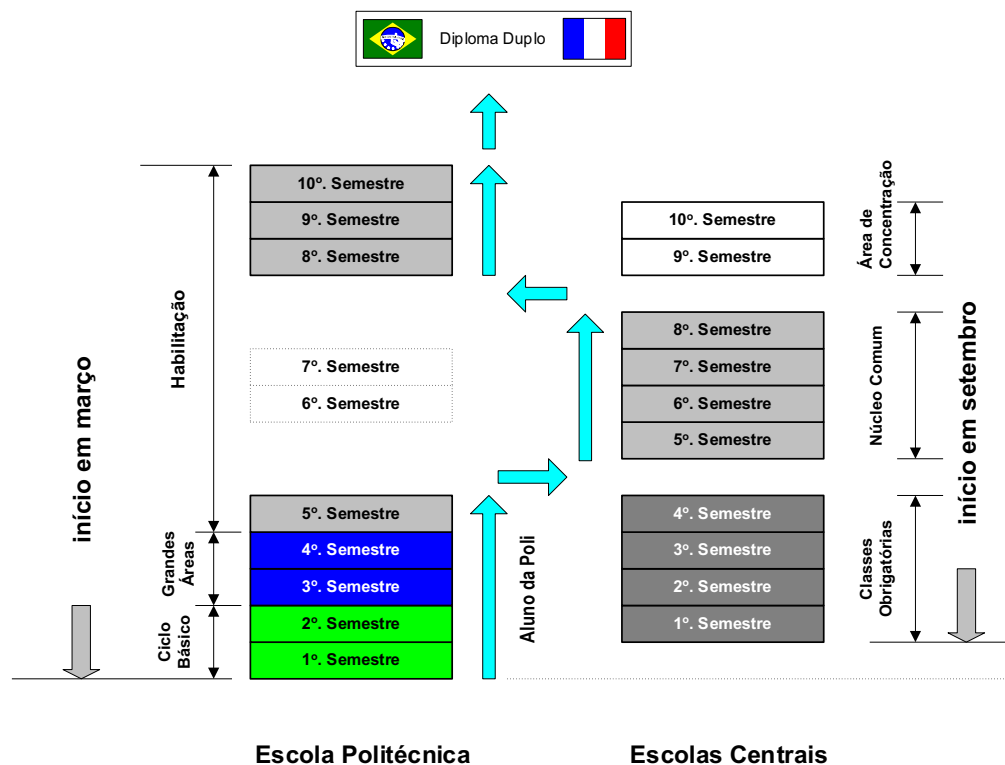 Diploma Duplo
10º. Semestre
9º. Semestre
8º. Semestre
7º. Semestre
6º. Semestre
5º. Semestre
4º. Semestre
3º. Semestre
2º. Semestre
1º. Semestre
Habilitação
Grandes
Áreas
Ciclo
Básico
início em março
Aluno da Poli
10º. Semestre
9º. Semestre
8º. Semestre
7º. Semestre
6º. Semestre
5º. Semestre
4º. Semestre
3º. Semestre
2º. Semestre
1º. Semestre
Área de
Concentração
Núcleo Comum
Classes
Obrigatórias
início em setembro
Escola Politécnica
Escolas Centrais